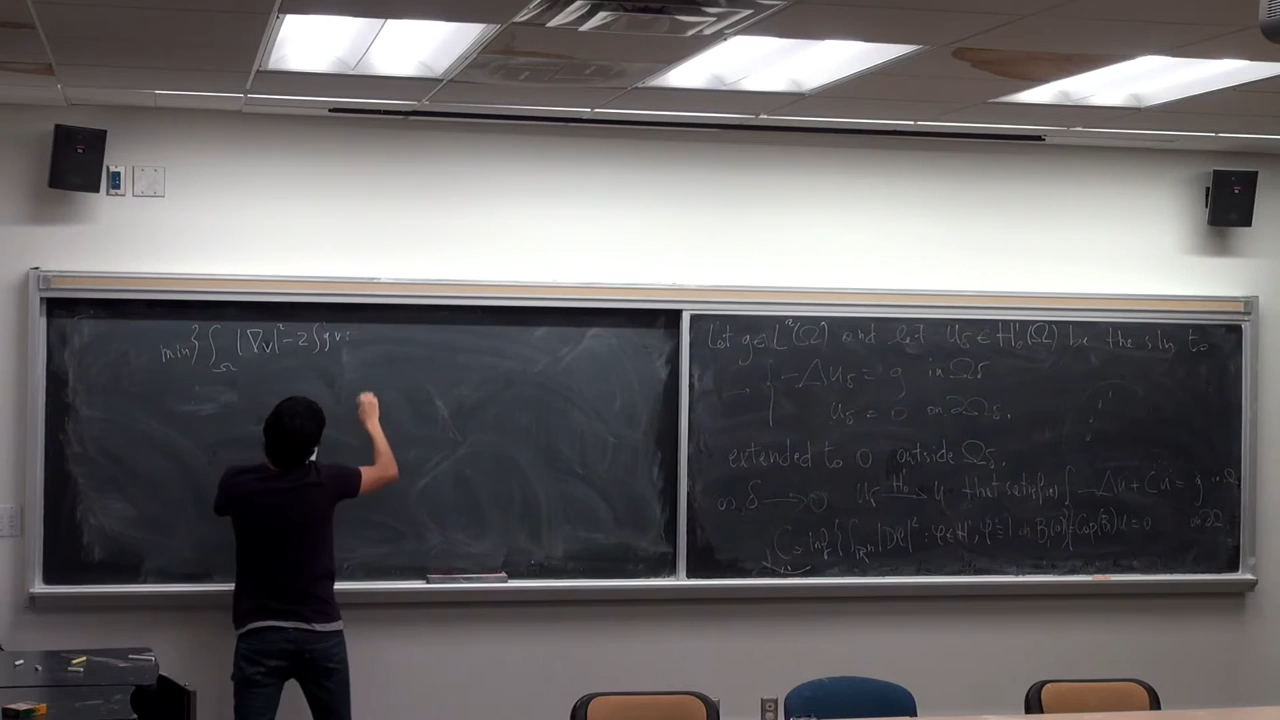 min { ∫_Ω |∇v|² - 2∫gv :
Let g∈L²(Ω) and let u_δ ∈ H¹₀(Ω) be the sln to
→ { -Δu_δ = g in Ω_δ
u_δ = 0 on ∂Ω_δ.
extended to 0 outside Ω_δ.
as δ → 0 u_δ ⇀ u that satisfies { -Δu + Cu = g in Ω
C = inf { ∫_ℝⁿ |Dφ|² : φ∈H¹, φ ≥ 1 on B₁(0) } = Cap(B₁) u = 0 on ∂Ω.